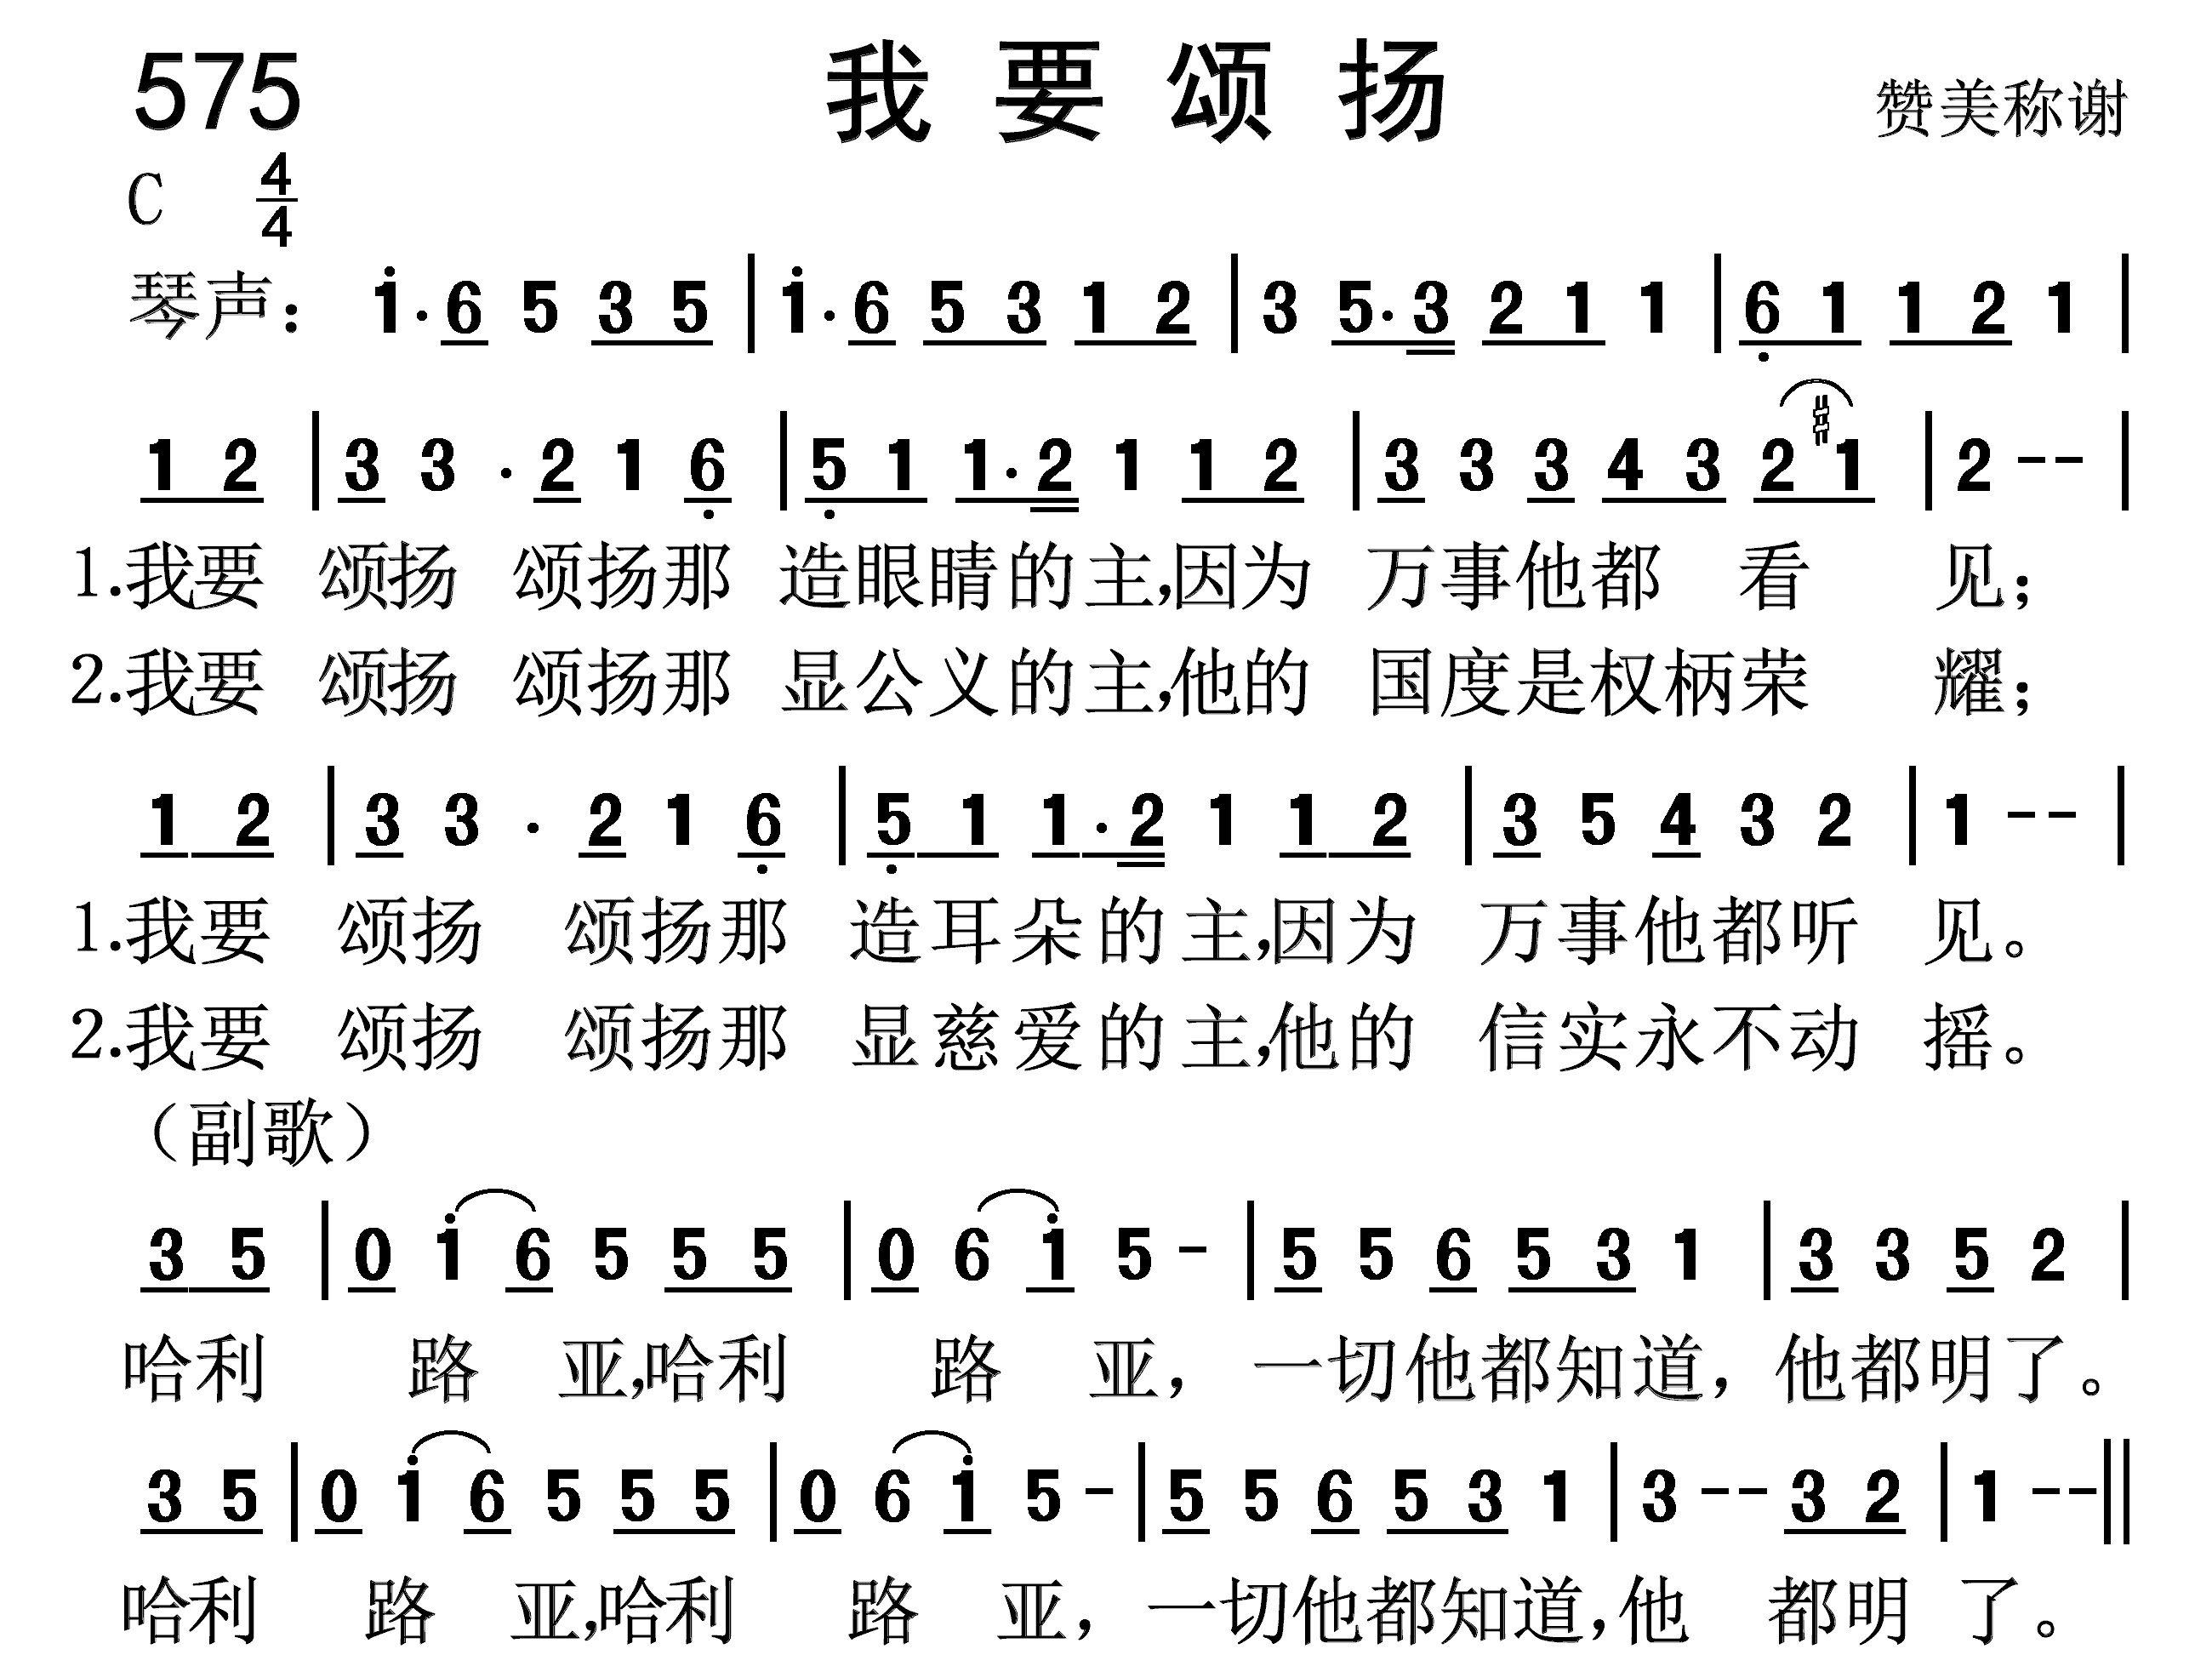 575 我要颂扬 赞美称谢
C 4/4
琴声： i·6 5 3 5 | i·6 5 3 1 2 | 3 5·3 2 1 1 | 6 1 1 2 1 |
1 2 | 3 3 · 2 1 6 | 5 1 1·2 1 1 2 | 3 3 3 4 3 2 #1 | 2 - - |
1.我要 颂扬 颂扬那 造眼睛的主,因为 万事他都 看 见；
2.我要 颂扬 颂扬那 显公义的主,他的 国度是权柄荣 耀；
1 2 | 3 3 · 2 1 6 | 5 1 1·2 1 1 2 | 3 5 4 3 2 | 1 - - |
1.我要 颂扬 颂扬那 造耳朵的主,因为 万事他都听 见。
2.我要 颂扬 颂扬那 显慈爱的主,他的 信实永不动 摇。
（副歌）
3 5 | 0 i 6 5 5 5 | 0 6 i 5 - | 5 5 6 5 3 1 | 3 3 5 2 |
哈利 路 亚,哈利 路 亚，一切他都知道，他都明了。
3 5 | 0 i 6 5 5 5 | 0 6 i 5 - | 5 5 6 5 3 1 | 3 - - 3 2 | 1 - - ||
哈利 路 亚,哈利 路 亚，一切他都知道,他 都明 了。